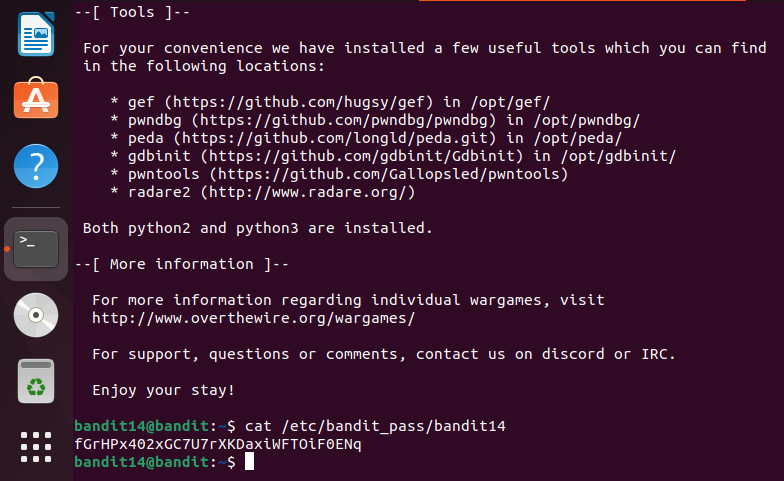 --[ Tools ]--
For your convenience we have installed a few useful tools which you can find
in the following locations:
* gef (https://github.com/hugsy/gef) in /opt/gef/
* pwndbg (https://github.com/pwndbg/pwndbg) in /opt/pwndbg/
* peda (https://github.com/longld/peda.git) in /opt/peda/
* gdbinit (https://github.com/gdbinit/Gdbinit) in /opt/gdbinit/
* pwntools (https://github.com/Gallopsled/pwntools)
* radare2 (http://www.radare.org/)
Both python2 and python3 are installed.
--[ More information ]--
For more information regarding individual wargames, visit
http://www.overthewire.org/wargames/
For support, questions or comments, contact us on discord or IRC.
Enjoy your stay!
bandit14@bandit:~$ cat /etc/bandit_pass/bandit14
fGrHPx402xGC7U7rXKDaxiWFTOiF0ENq
bandit14@bandit:~$